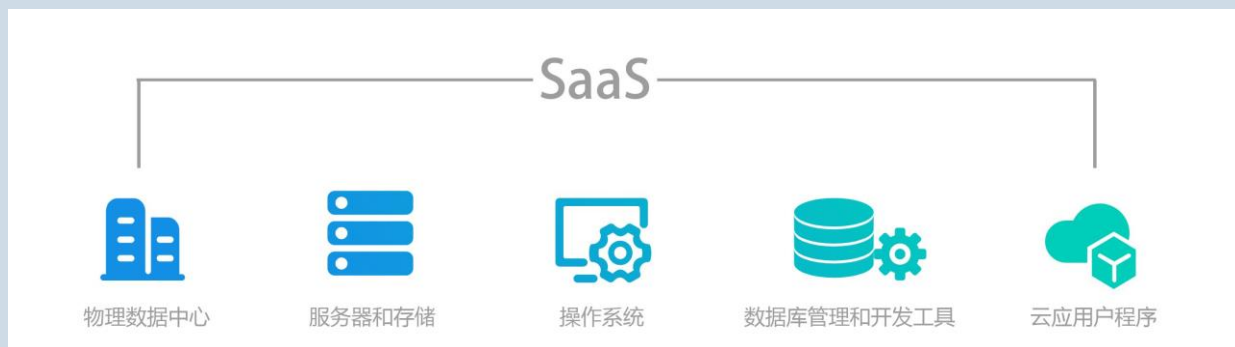 SaaS
物理数据中心
服务器和存储
操作系统
数据库管理和开发工具
云应用户程序